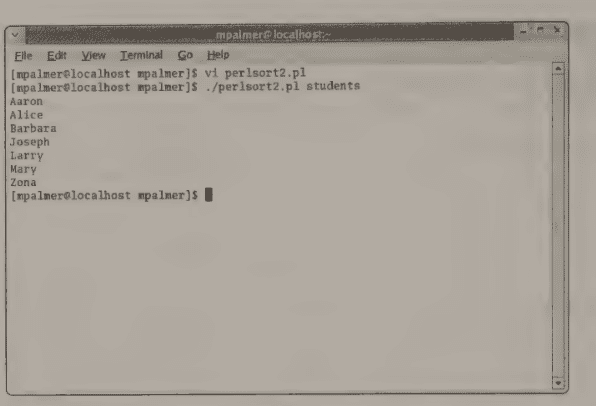 mpalmer@localhost:~
File Edit View Terminal Go Help
[mpalmer@localhost mpalmer]$ vi perlsort2.pl
[mpalmer@localhost mpalmer]$ ./perlsort2.pl students
Aaron
Alice
Barbara
Joseph
Larry
Mary
Zona
[mpalmer@localhost mpalmer]$